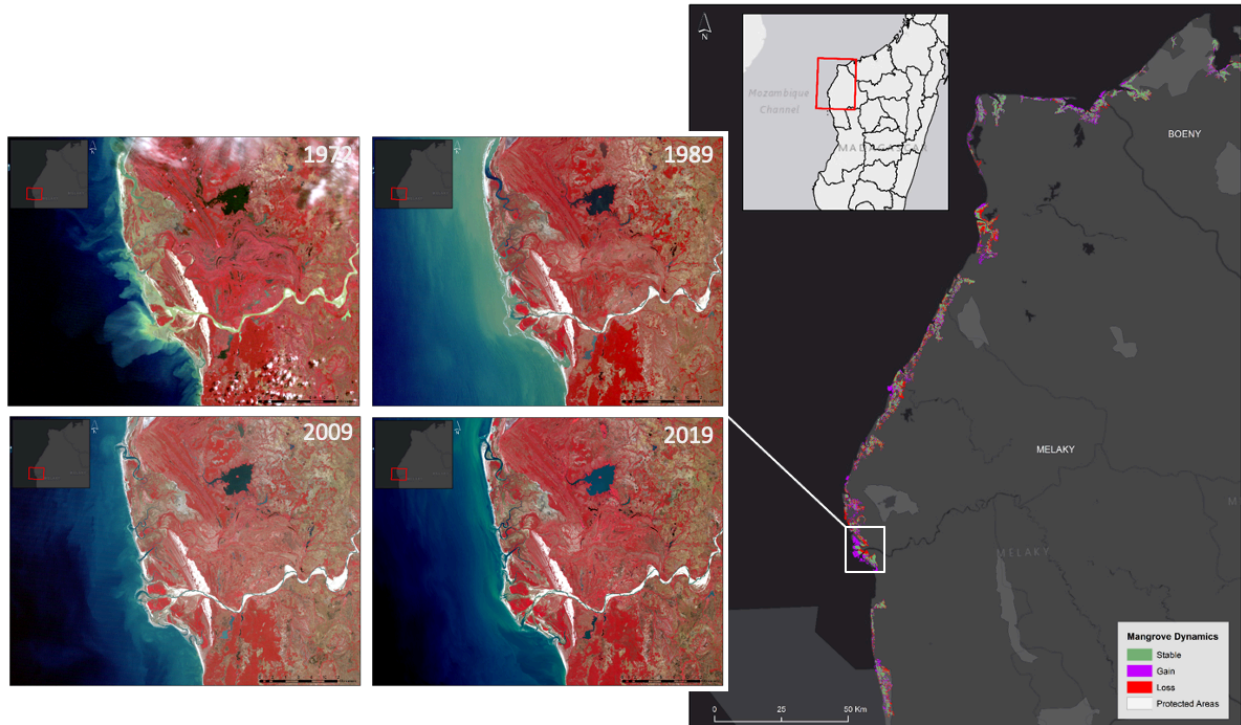 1972
1989
2009
2019
N
Mozambique
Channel
MADAGASCAR
BOENY
MELAKY
MELAKY
M
Mangrove Dynamics
Stable
Gain
Loss
Protected Areas
0 25 50 Km